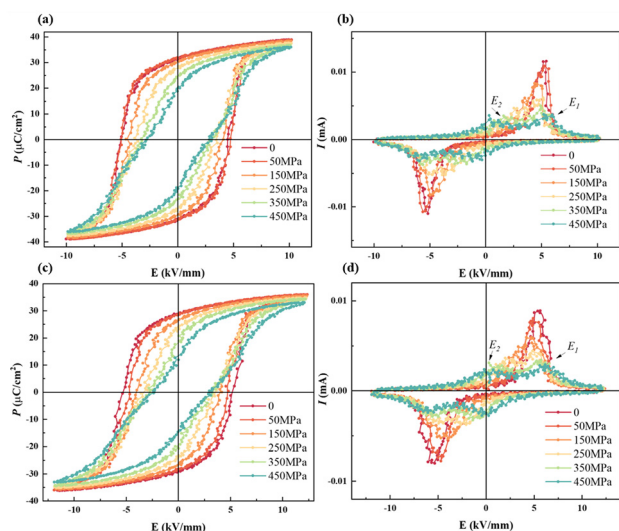 (a)
40
30
20
10
0
-10
-20
-30
-40
P (μC/cm²)
-10 -5 0 5 10
E (kV/mm)
0
50MPa
150MPa
250MPa
350MPa
450MPa
(b)
0.01
0.00
-0.01
I (mA)
-10 -5 0 5 10
E (kV/mm)
E₂
E₁
0
50MPa
150MPa
250MPa
350MPa
450MPa
(c)
40
30
20
10
0
-10
-20
-30
-40
P (μC/cm²)
-10 -5 0 5 10
E (kV/mm)
0
50MPa
150MPa
250MPa
350MPa
450MPa
(d)
0.01
0.00
-0.01
I (mA)
-10 -5 0 5 10
E (kV/mm)
E₂
E₁
0
50MPa
150MPa
250MPa
350MPa
450MPa